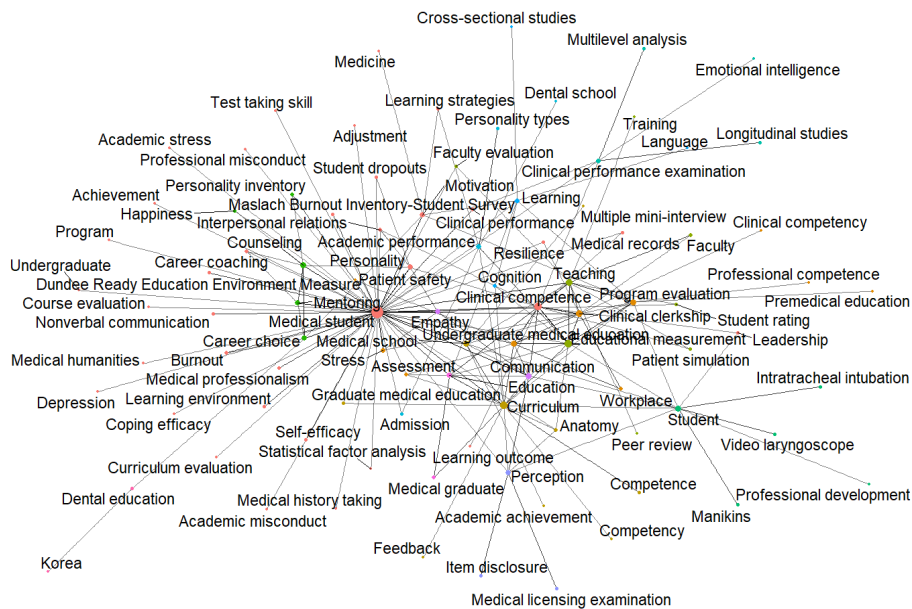 Cross-sectional studies
Multilevel analysis
Medicine
Emotional intelligence
Dental school
Test taking skill
Learning strategies
Personality types
Training
Adjustment
Longitudinal studies
Academic stress
Language
Faculty evaluation
Professional misconduct
Student dropouts
Clinical performance examination
Personality inventory
Motivation
Achievement
Maslach Burnout Inventory-Student Survey
Learning
Happiness
Interpersonal relations
Clinical performance
Multiple mini-interview
Program
Counseling
Academic performance
Medical records
Clinical competency
Resilience
Faculty
Career coaching
Personality
Undergraduate
Patient safety
Cognition
Teaching
Professional competence
Dundee Ready Education Environment Measure
Program evaluation
Course evaluation
Mentoring
Clinical competence
Premedical education
Nonverbal communication
Medical student
Empathy
Clinical clerkship
Student rating
Career choice
Medical school
Undergraduate medical education
Educational measurement
Leadership
Medical humanities
Burnout
Stress
Patient simulation
Medical professionalism
Assessment
Communication
Intratracheal intubation
Depression
Learning environment
Graduate medical education
Education
Workplace
Coping efficacy
Admission
Curriculum
Student
Self-efficacy
Anatomy
Peer review
Video laryngoscope
Curriculum evaluation
Statistical factor analysis
Learning outcome
Perception
Dental education
Medical history taking
Medical graduate
Competence
Professional development
Academic misconduct
Academic achievement
Manikins
Feedback
Competency
Korea
Item disclosure
Medical licensing examination